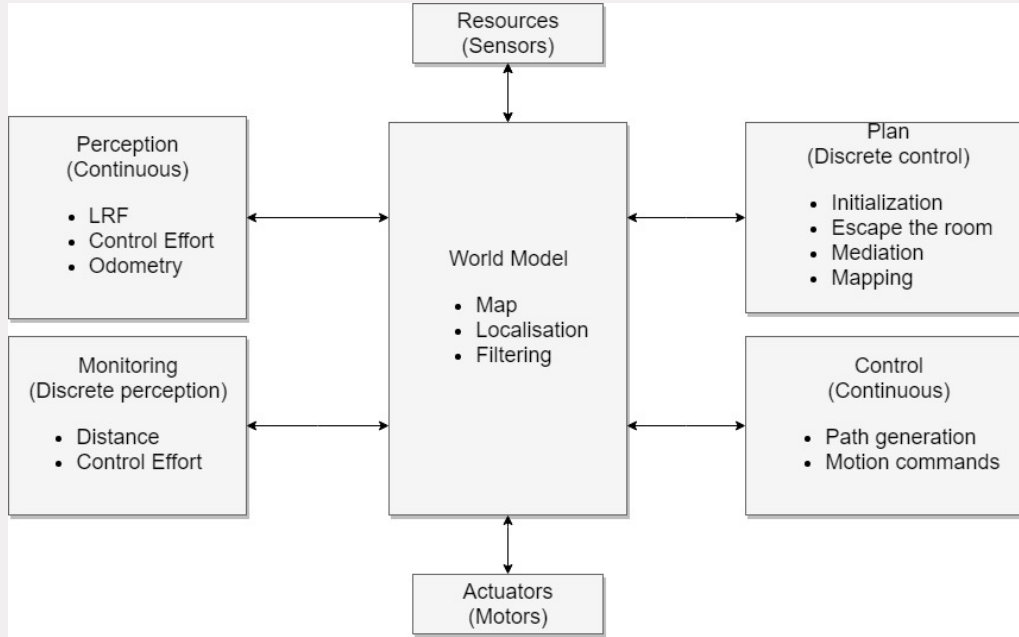 Resources
(Sensors)
Perception
(Continuous)
• LRF
• Control Effort
• Odometry
World Model
• Map
• Localisation
• Filtering
Plan
(Discrete control)
• Initialization
• Escape the room
• Mediation
• Mapping
Monitoring
(Discrete perception)
• Distance
• Control Effort
Control
(Continuous)
• Path generation
• Motion commands
Actuators
(Motors)